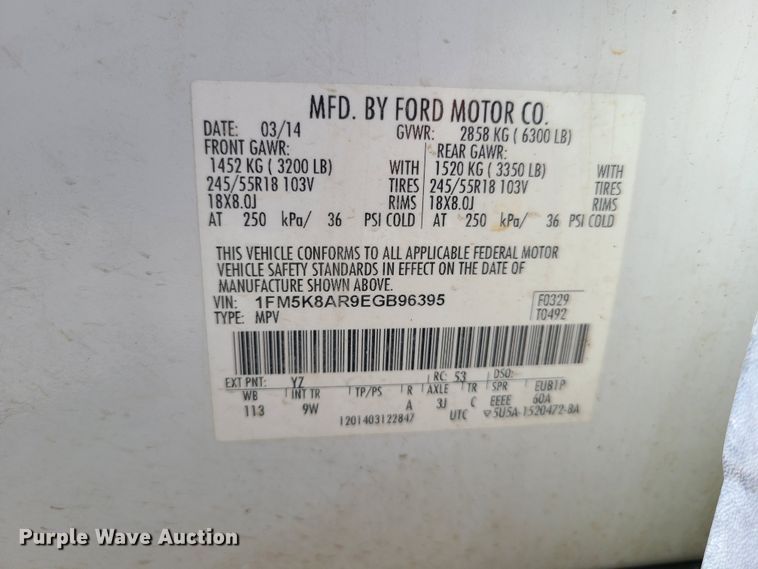 MFD. BY FORD MOTOR CO.
DATE: 03/14 GVWR: 2858 KG ( 6300 LB)
FRONT GAWR: REAR GAWR:
1452 KG ( 3200 LB) WITH 1520 KG ( 3350 LB) WITH
245/55R18 103V TIRES 245/55R18 103V TIRES
18X8.0J RIMS 18X8.0J RIMS
AT 250 kPa/ 36 PSI COLD AT 250 kPa/ 36 PSI COLD
THIS VEHICLE CONFORMS TO ALL APPLICABLE FEDERAL MOTOR
VEHICLE SAFETY STANDARDS IN EFFECT ON THE DATE OF
MANUFACTURE SHOWN ABOVE.
VIN: 1FM5K8AR9EGB96395 F0329
TYPE: MPV T0492
EXT PNT: YZ RC: 53 DSO:
WB INT TR TP/PS R AXLE TR SPR EUB1P
113 9W A 3J C EEEE 60A
1201403122847 UTC ▽5U5A-1520472-BA
Purple Wave Auction